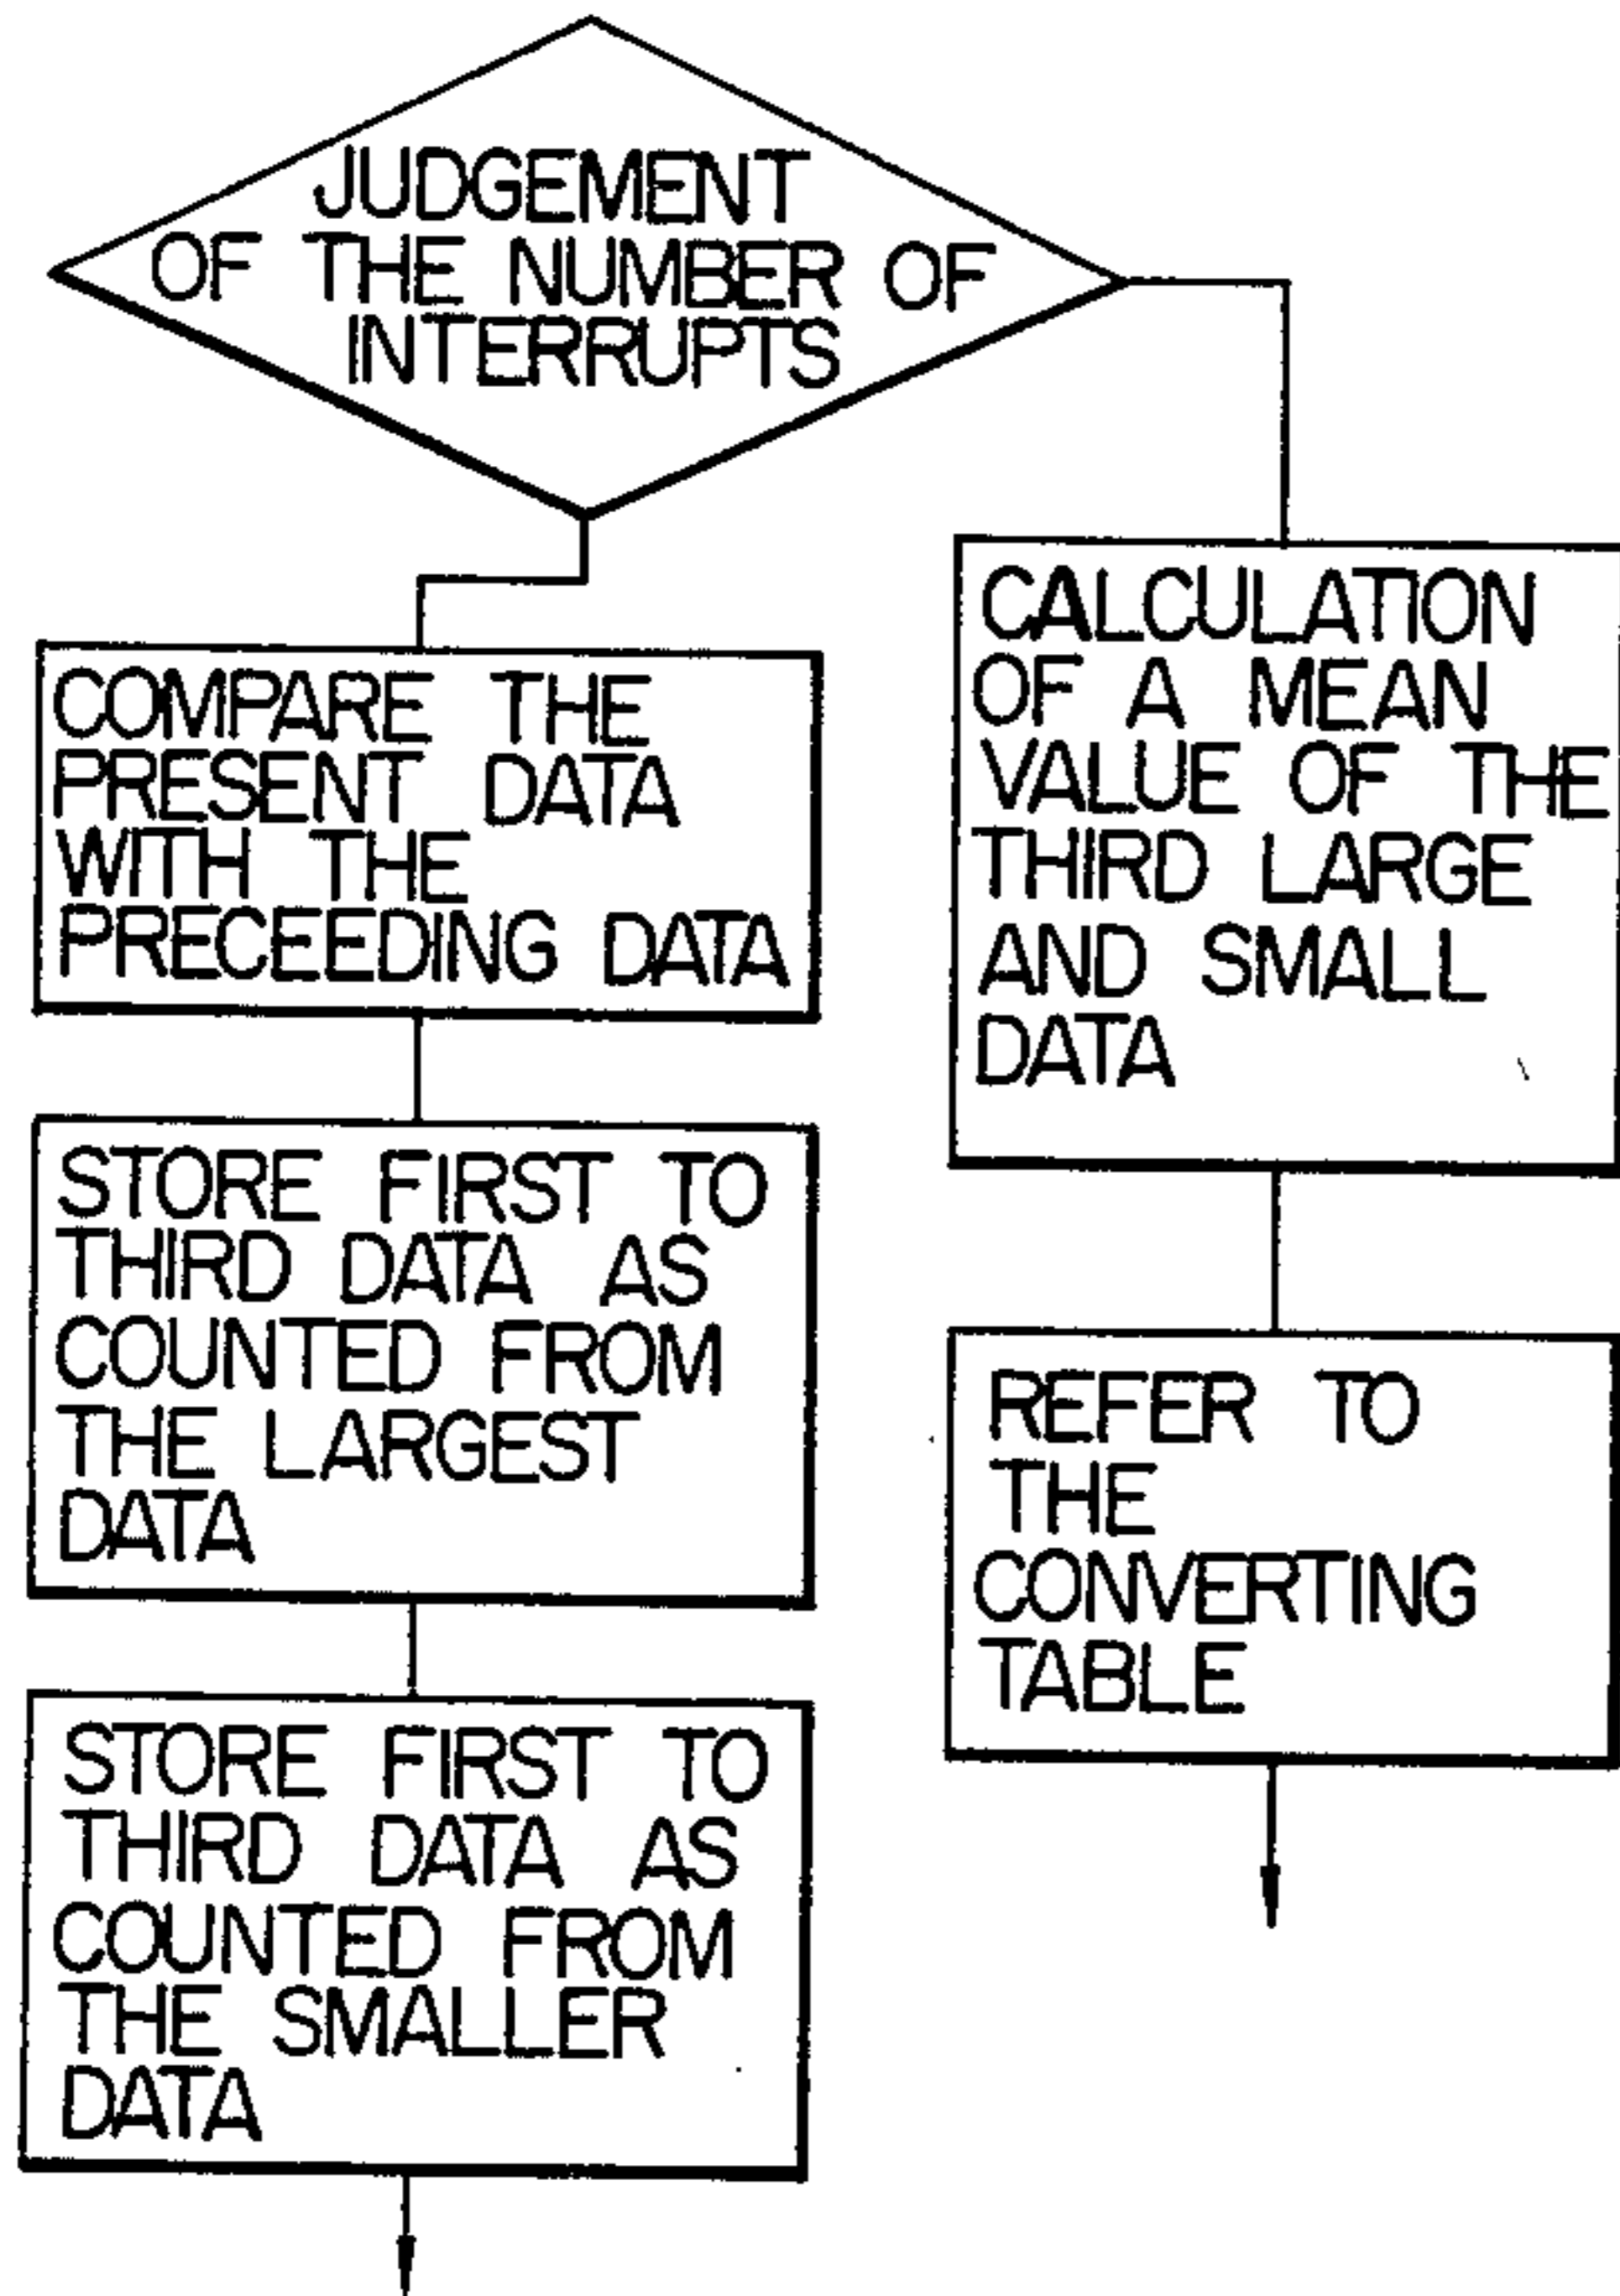 JUDGEMENT
OF THE NUMBER OF
INTERRUPTS
COMPARE THE
PRESENT DATA
WITH THE
PRECEEDING DATA
STORE FIRST TO
THIRD DATA AS
COUNTED FROM
THE LARGEST
DATA
STORE FIRST TO
THIRD DATA AS
COUNTED FROM
THE SMALLER
DATA
CALCULATION
OF A MEAN
VALUE OF THE
THIRD LARGE
AND SMALL
DATA
REFER TO
THE
CONVERTING
TABLE